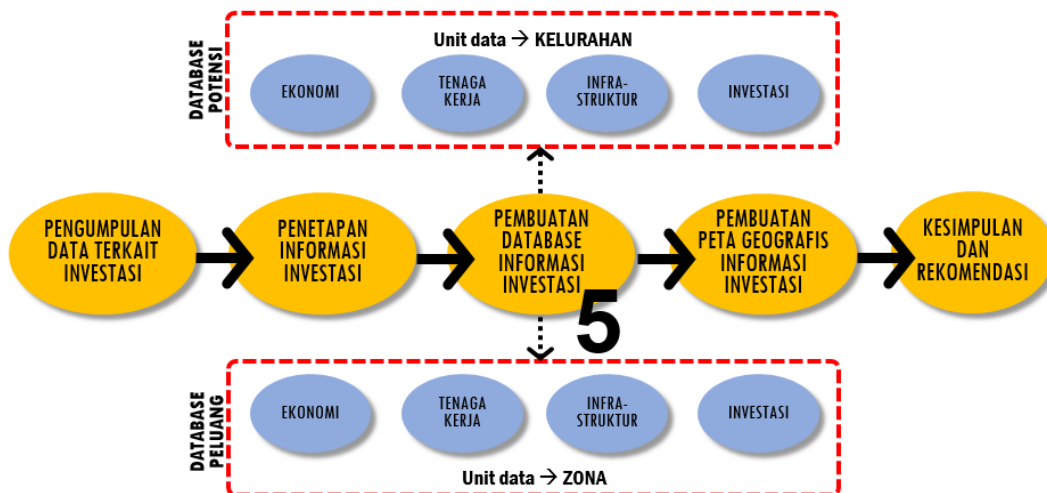 DATABASE
POTENSI
Unit data → KELURAHAN
EKONOMI
TENAGA
KERJA
INFRA-
STRUKTUR
INVESTASI
PENGUMPULAN
DATA TERKAIT
INVESTASI
PENETAPAN
INFORMASI
INVESTASI
PEMBUATAN
DATABASE
INFORMASI
INVESTASI
PEMBUATAN
PETA GEOGRAFIS
INFORMASI
INVESTASI
KESIMPULAN
DAN
REKOMENDASI
5
DATABASE
PELUANG
EKONOMI
TENAGA
KERJA
INFRA-
STRUKTUR
INVESTASI
Unit data → ZONA